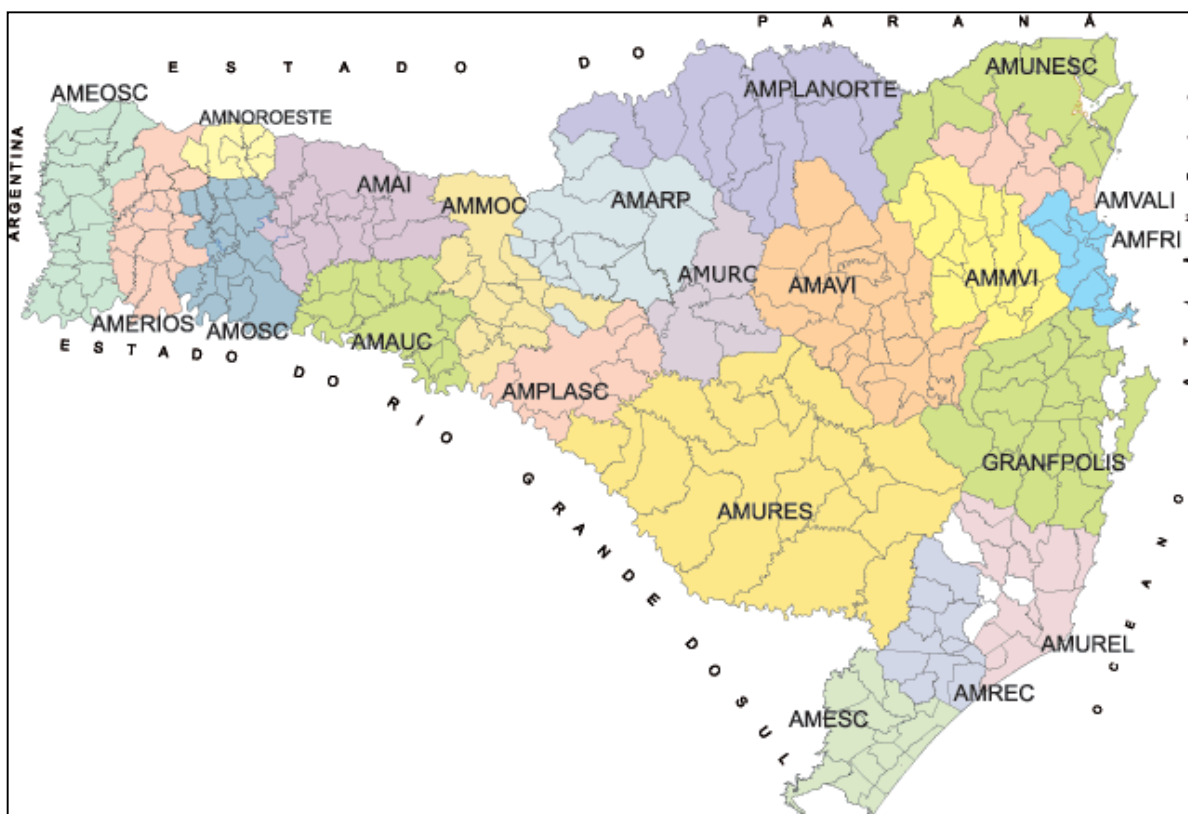 ESTADO DO PARANÁ
AMEOSC
AMNOROESTE
AMPLANORTE
AMUNESC
ARGENTINA
AMAI
AMMOC
AMARP
AMVALI
AMFRI
AMURC
AMAVI
AMMVI
AMERIOS
AMOSC
AMAUC
AMPLASC
GRANFPOLIS
AMURES
AMUREL
AMREC
AMESC
ESTADO DO RIO GRANDE DO SUL
OCEANO